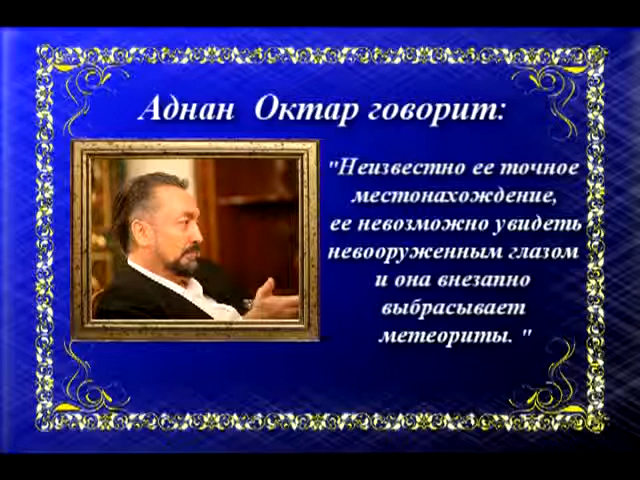 Аднан Октар говорит:
"Неизвестно ее точное
местонахождение,
ее невозможно увидеть
невооруженным глазом
и она внезапно
выбрасывает
метеориты. "